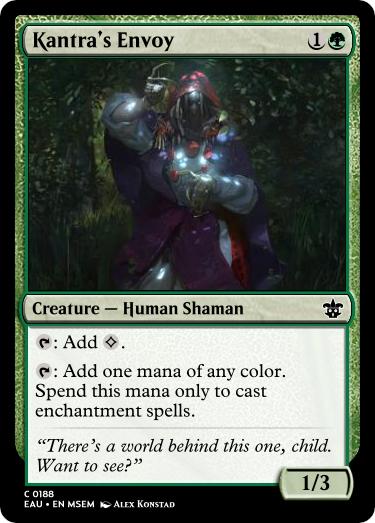 Kantra's Envoy 1
Creature — Human Shaman
: Add .
: Add one mana of any color.
Spend this mana only to cast
enchantment spells.
“There's a world behind this one, child.
Want to see?”
1/3
C 0188
EAU • EN MSEM Alex Konstad